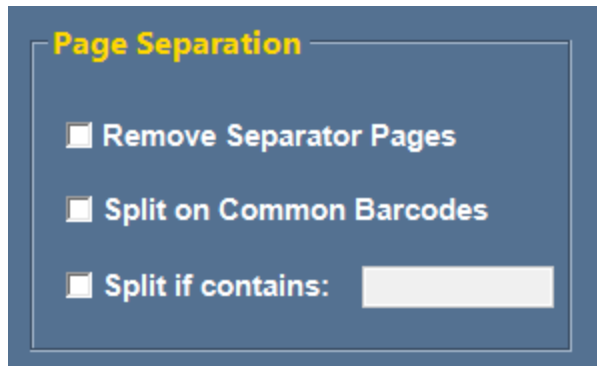 Page Separation
Remove Separator Pages
Split on Common Barcodes
Split if contains: